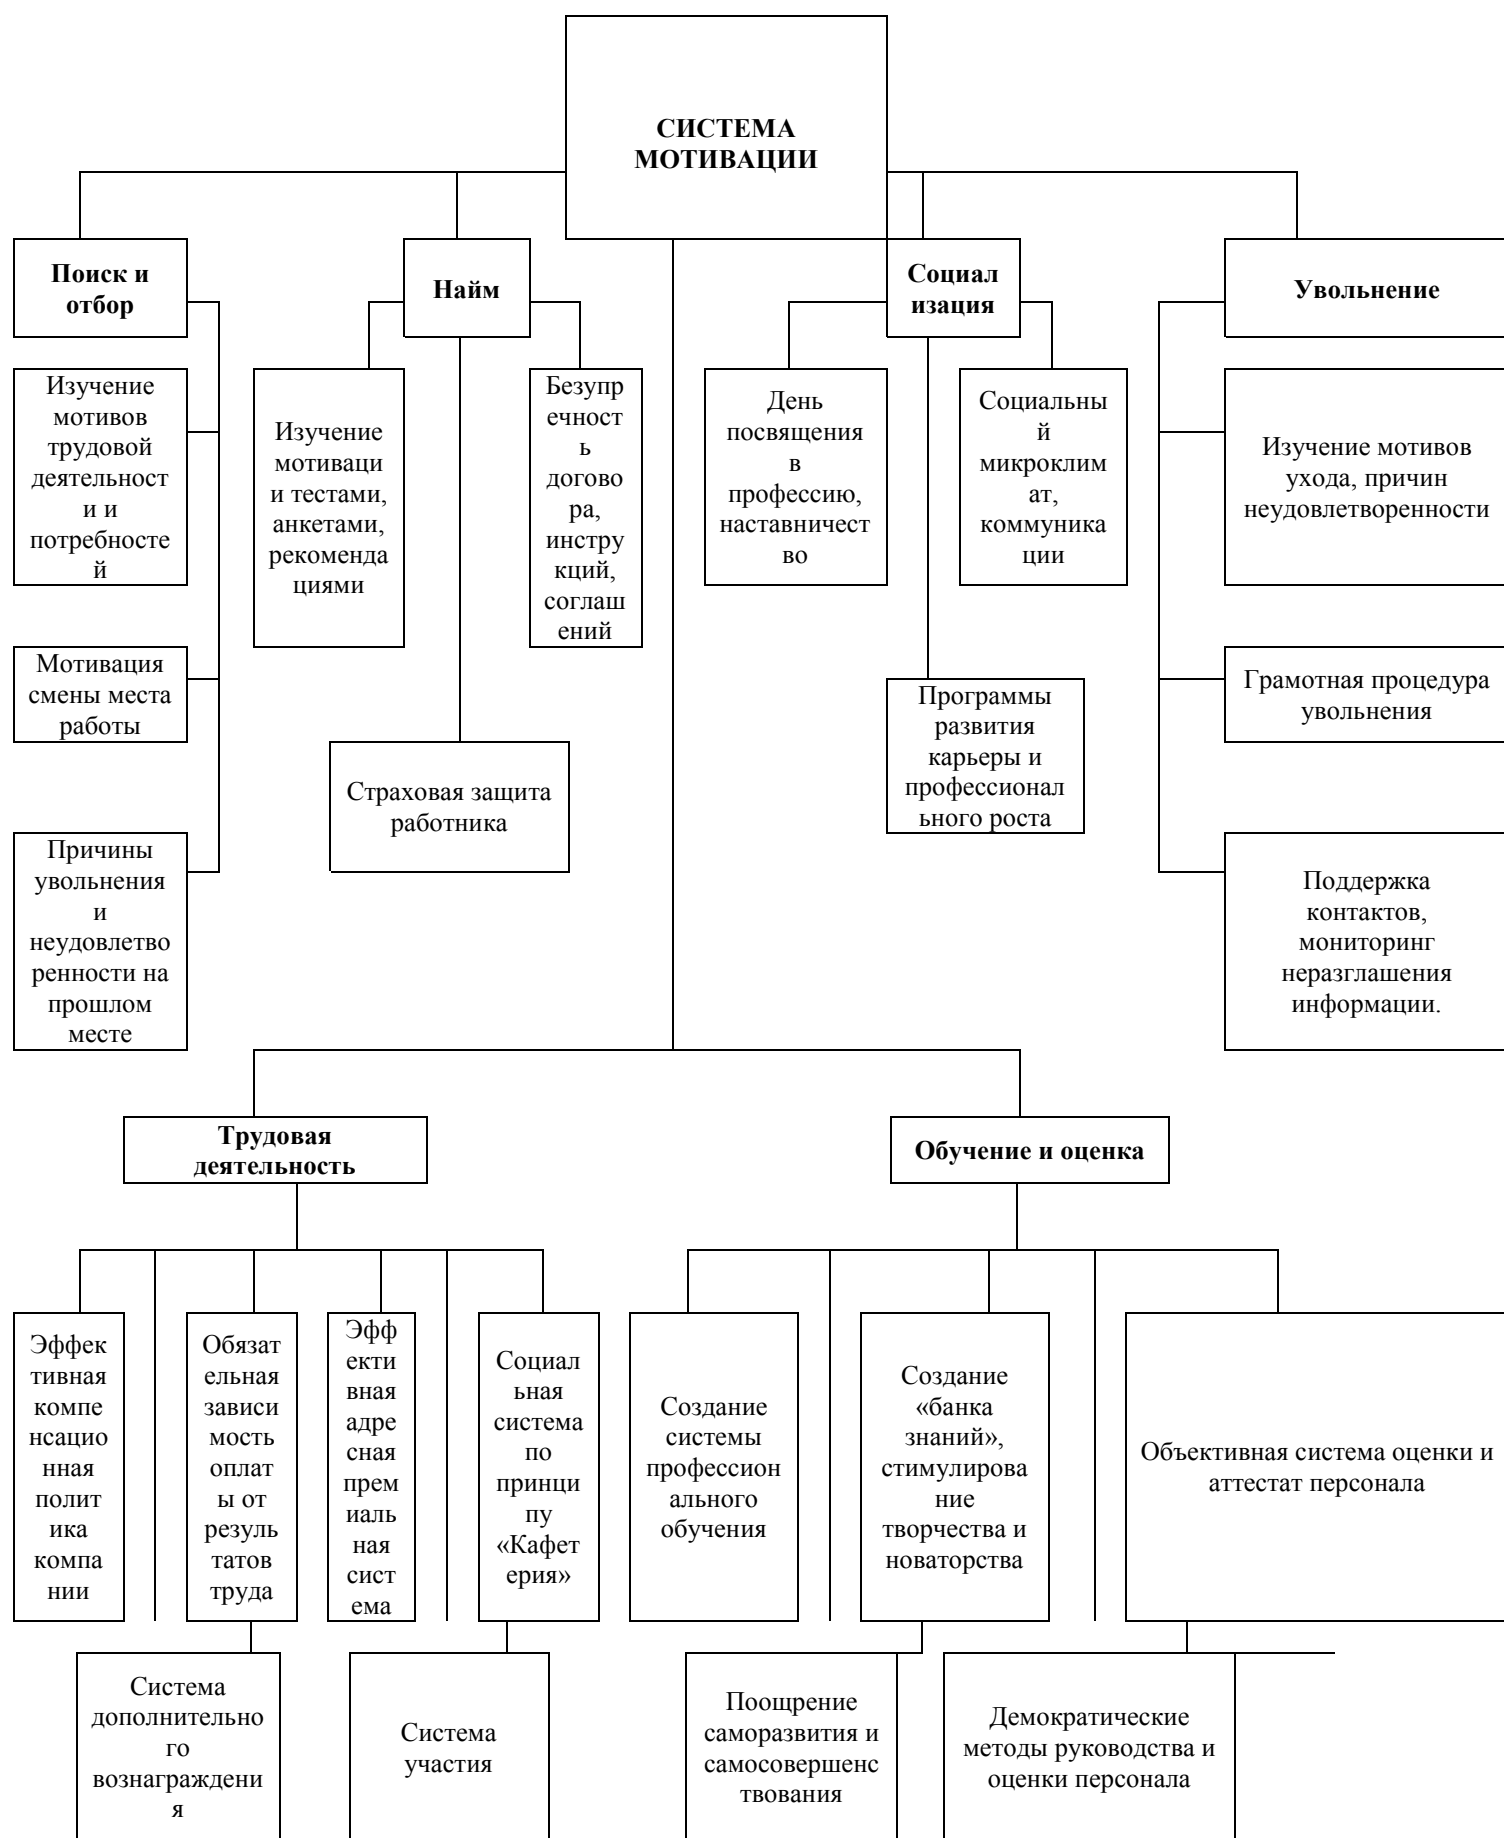 СИСТЕМА
МОТИВАЦИИ
Поиск и
отбор
Найм
Социал
изация
Увольнение
Изучение
мотивов
трудовой
деятельност
и и
потребносте
й
Изучение
мотиваци
и тестами,
анкетами,
рекоменда
циями
Безупр
ечност
ь
догово
ра,
инстру
кций,
соглаш
ений
День
посвящения
в
профессию,
наставничест
во
Социальны
й
микроклим
ат,
коммуника
ции
Изучение мотивов
ухода, причин
неудовлетворенности
Мотивация
смены места
работы
Страховая защита
работника
Программы
развития
карьеры и
профессионал
ьного роста
Грамотная процедура
увольнения
Причины
увольнения
и
неудовлетво
ренности на
прошлом
месте
Поддержка
контактов,
мониторинг
неразглашения
информации.
Трудовая
деятельность
Обучение и оценка
Эффек
тивная
компе
нсацио
нная
полит
ика
компа
нии
Обязат
ельная
зависи
мость
оплат
ы от
резуль
татов
труда
Эфф
екти
вная
адре
сная
прем
иаль
ная
сист
ема
Социал
ьная
система
по
принци
пу
«Кафет
ерия»
Создание
системы
профессион
ального
обучения
Создание
«банка
знаний»,
стимулирова
ние
творчества и
новаторства
Объективная система оценки и
аттестат персонала
Система
дополнительно
го
вознаграждени
я
Система
участия
Поощрение
саморазвития и
самосовершенс
твования
Демократические
методы руководства и
оценки персонала